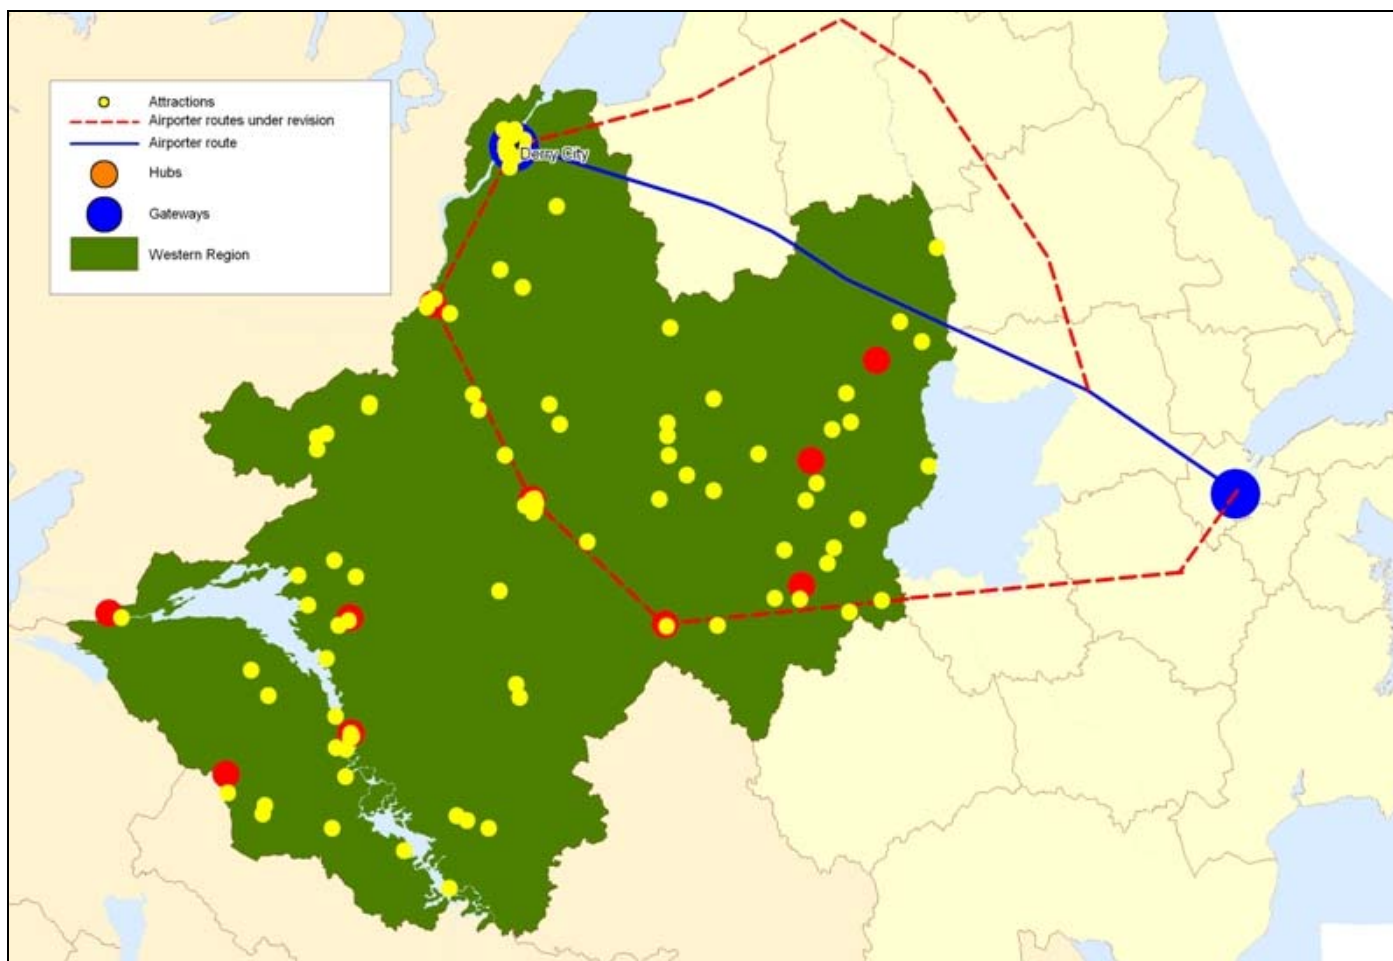 Attractions
Airporter routes under revision
Airporter route
Hubs
Gateways
Western Region
Derry City